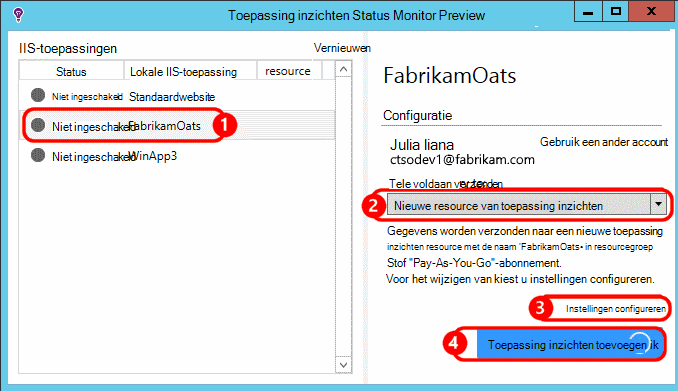 Toepassing inzichten Status Monitor Preview
IIS-toepassingen
Vernieuwen
Status
Lokale IIS-toepassing
resource
Niet ingeschakeld
Standaardwebsite
Niet ingeschakeld
FabrikamOats
1
Niet ingeschakeld
WinApp3
FabrikamOats
Configuratie
Julia liana
Gebruik een ander account
ctsodev1@fabrikam.com
Tele voldaan verzenden
2
Nieuwe resource van toepassing inzichten
Gegevens worden verzonden naar een nieuwe toepassing
inzichten resource met de naam 'FabrikamOats• in resourcegroep
Stof "Pay-As-You-Go"-abonnement.
Voor het wijzigen van kiest u instellingen configureren.
3
Instellingen configureren
4
Toepassing inzichten toevoegen ik